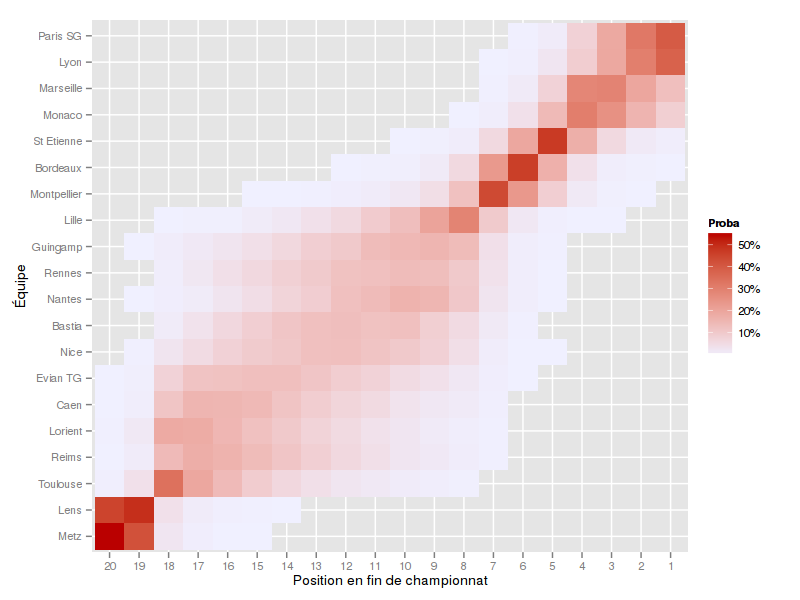 Paris SG
Lyon
Marseille
Monaco
St Etienne
Bordeaux
Montpellier
Lille
Guingamp
Rennes
Nantes
Bastia
Nice
Evian TG
Caen
Lorient
Reims
Toulouse
Lens
Metz
Équipe
20 19 18 17 16 15 14 13 12 11 10 9 8 7 6 5 4 3 2 1
Position en fin de championnat
Proba
50%
40%
30%
20%
10%